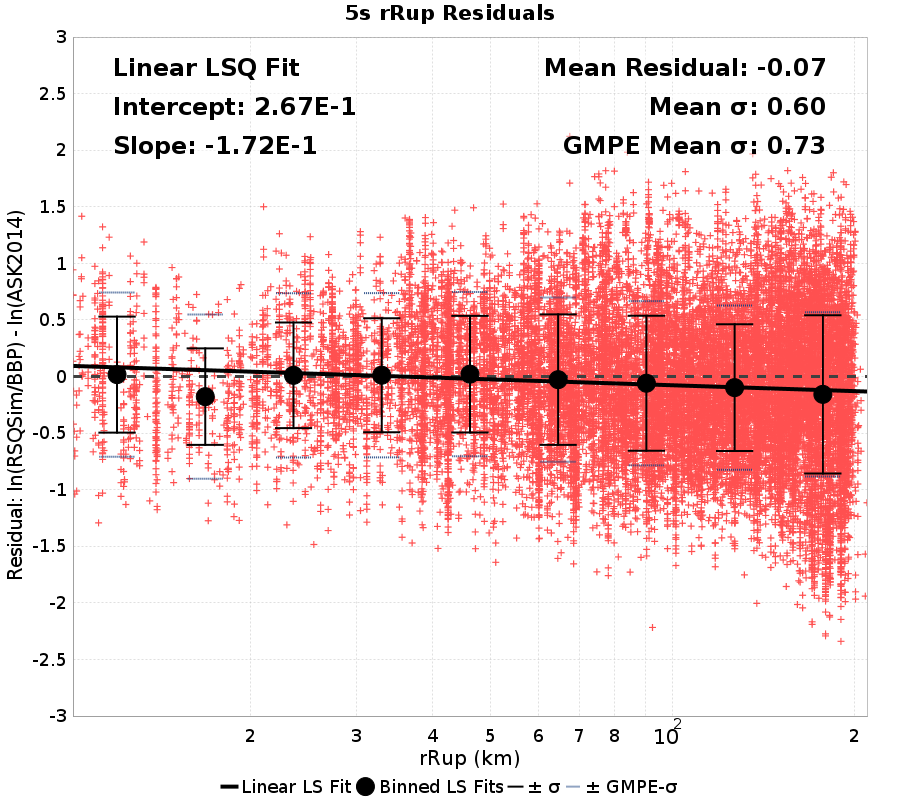 5s rRup Residuals
Linear LSQ Fit
Intercept: 2.67E-1
Slope: -1.72E-1
Mean Residual: -0.07
Mean σ: 0.60
GMPE Mean σ: 0.73
Residual: ln(RSQSim/BBP) - ln(ASK2014)
3
2.5
2
1.5
1
0.5
0
-0.5
-1
-1.5
-2
-2.5
-3
2 3 4 5 6 7 8 10² 2
rRup (km)
Linear LS Fit Binned LS Fits ± σ ± GMPE-σ